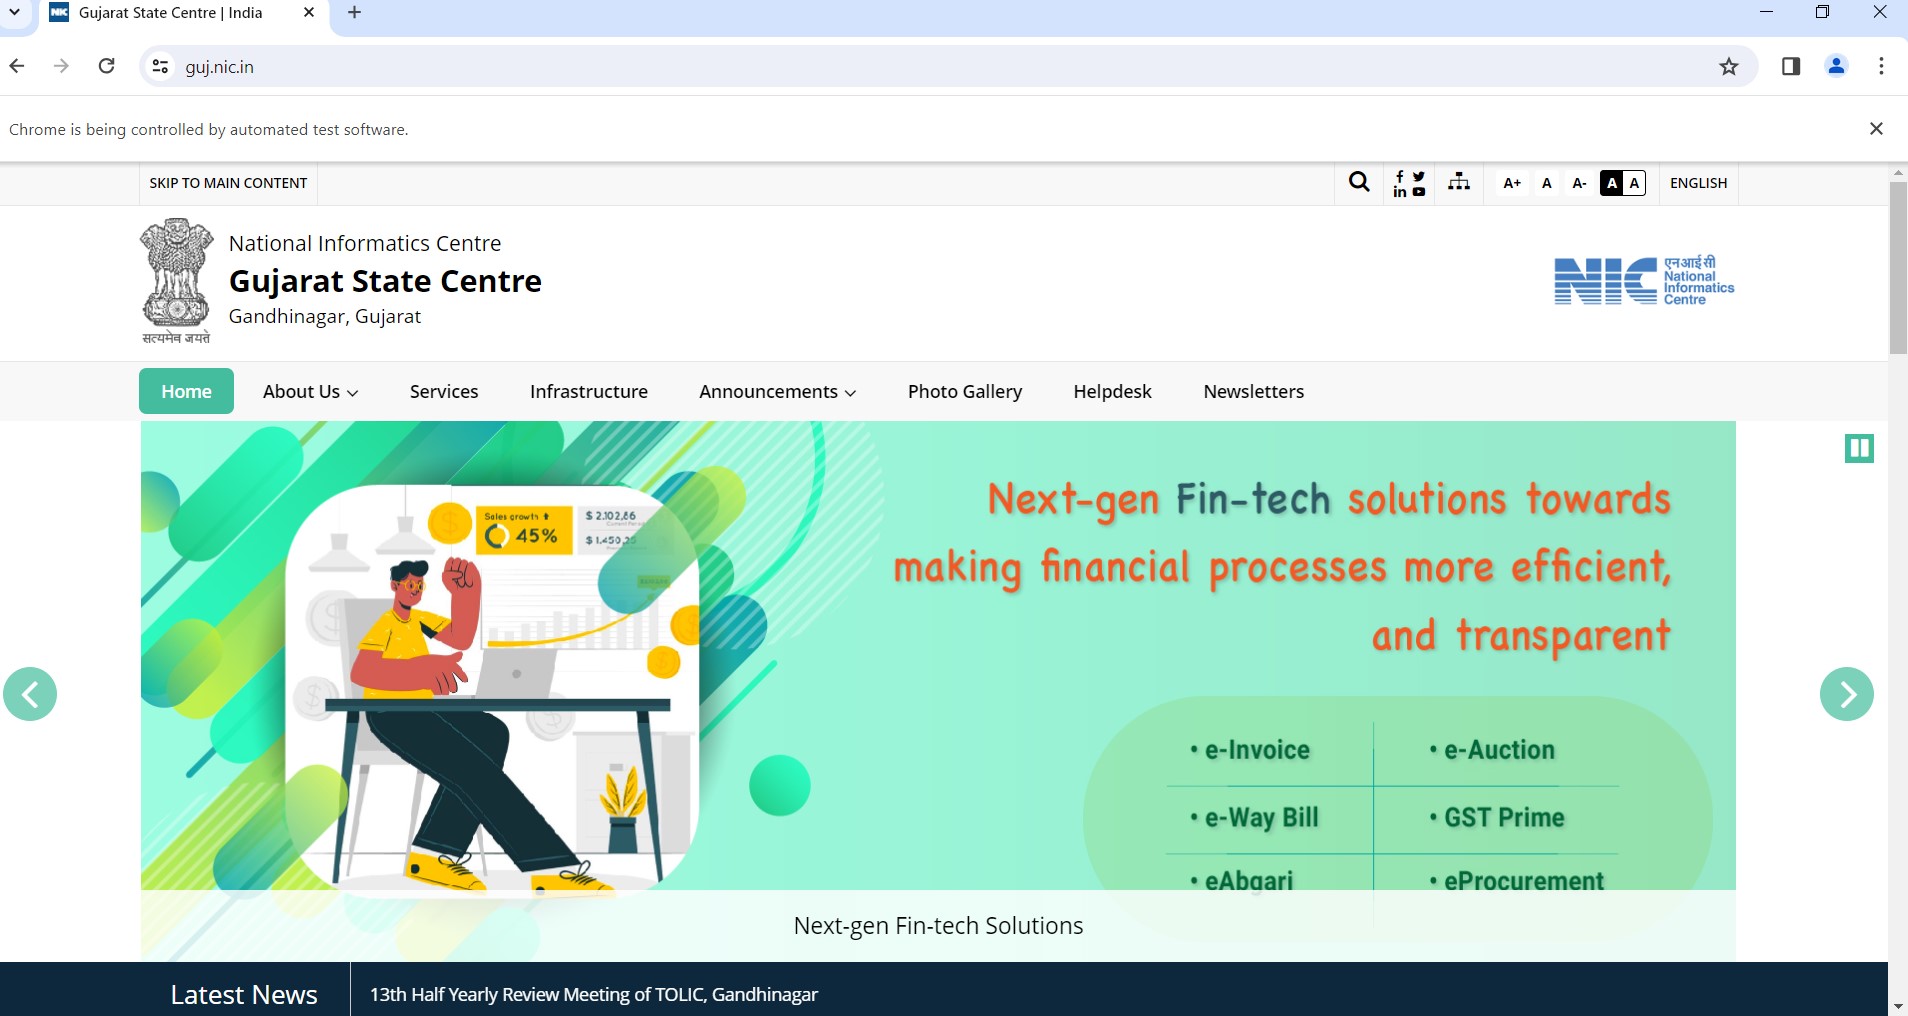 Gujarat State Centre | India
guj.nic.in
Chrome is being controlled by automated test software.
SKIP TO MAIN CONTENT
A+ A A- A A ENGLISH
National Informatics Centre
Gujarat State Centre
Gandhinagar, Gujarat
सत्यमेव जयते
NIC
एनआईसी
National
Informatics
Centre
Home About Us Services Infrastructure Announcements Photo Gallery Helpdesk Newsletters
Sales growth
45%
$ 2.102,86
$ 1.450,25
Next-gen Fin-tech solutions towards
making financial processes more efficient,
and transparent
• e-Invoice • e-Auction
• e-Way Bill • GST Prime
• eAbgari • eProcurement
Next-gen Fin-tech Solutions
Latest News 13th Half Yearly Review Meeting of TOLIC, Gandhinagar